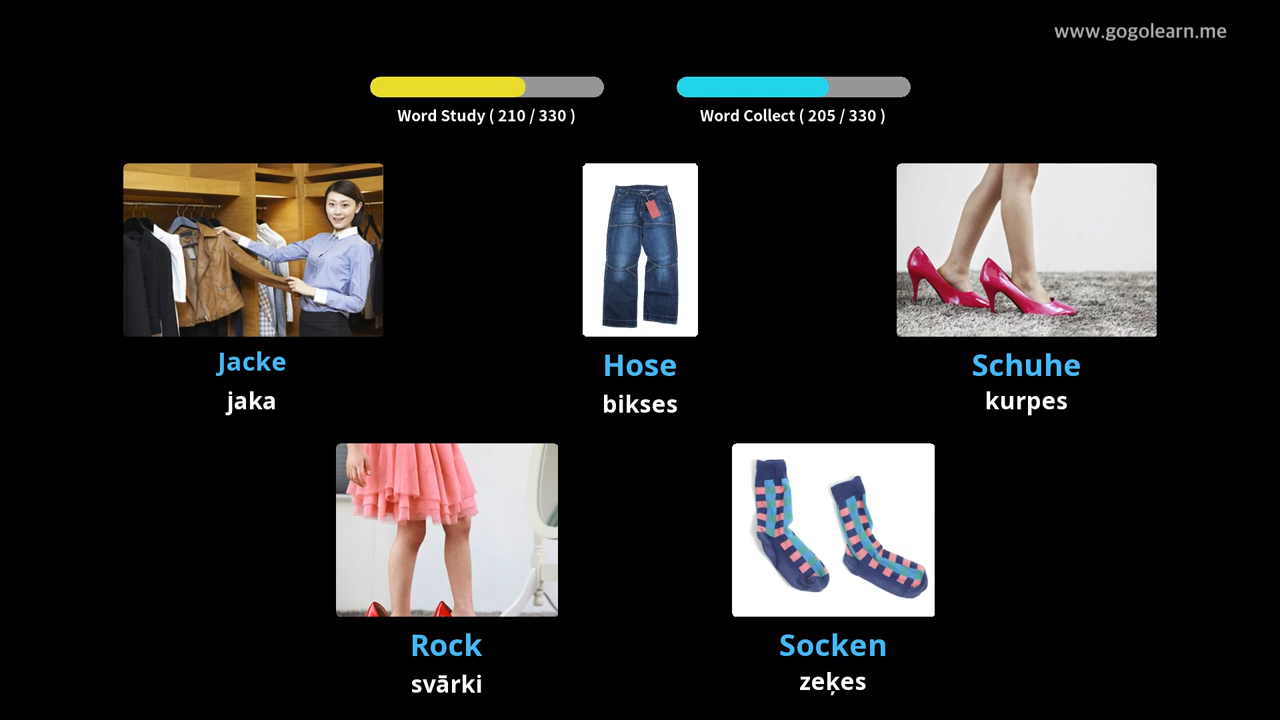 www.gogolearn.me
Word Study ( 210 / 330 )
Word Collect ( 205 / 330 )
Jacke
jaka
Hose
bikses
Schuhe
kurpes
Rock
svārki
Socken
zeķes